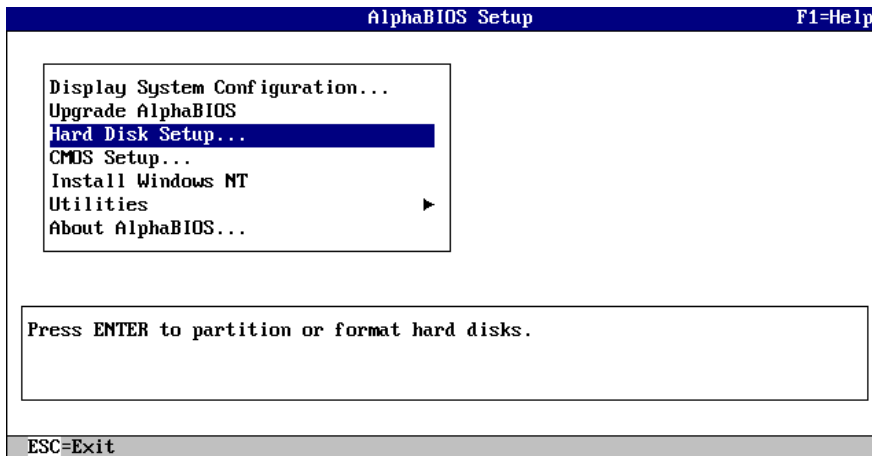 AlphaBIOS Setup F1=Help
Display System Configuration...
Upgrade AlphaBIOS
Hard Disk Setup...
CMOS Setup...
Install Windows NT
Utilities ►
About AlphaBIOS...
Press ENTER to partition or format hard disks.
ESC=Exit